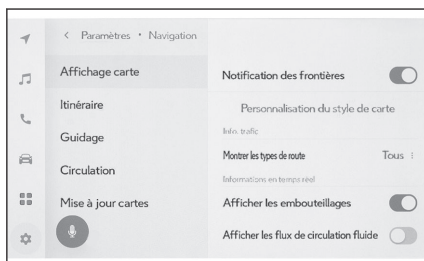 < Paramètres • Navigation
Affichage carte
Itinéraire
Guidage
Circulation
Mise à jour cartes
Notification des frontières
Personnalisation du style de carte
Info. trafic
Montrer les types de route Tous
Informations en temps réel
Afficher les embouteillages
Afficher les flux de circulation fluide